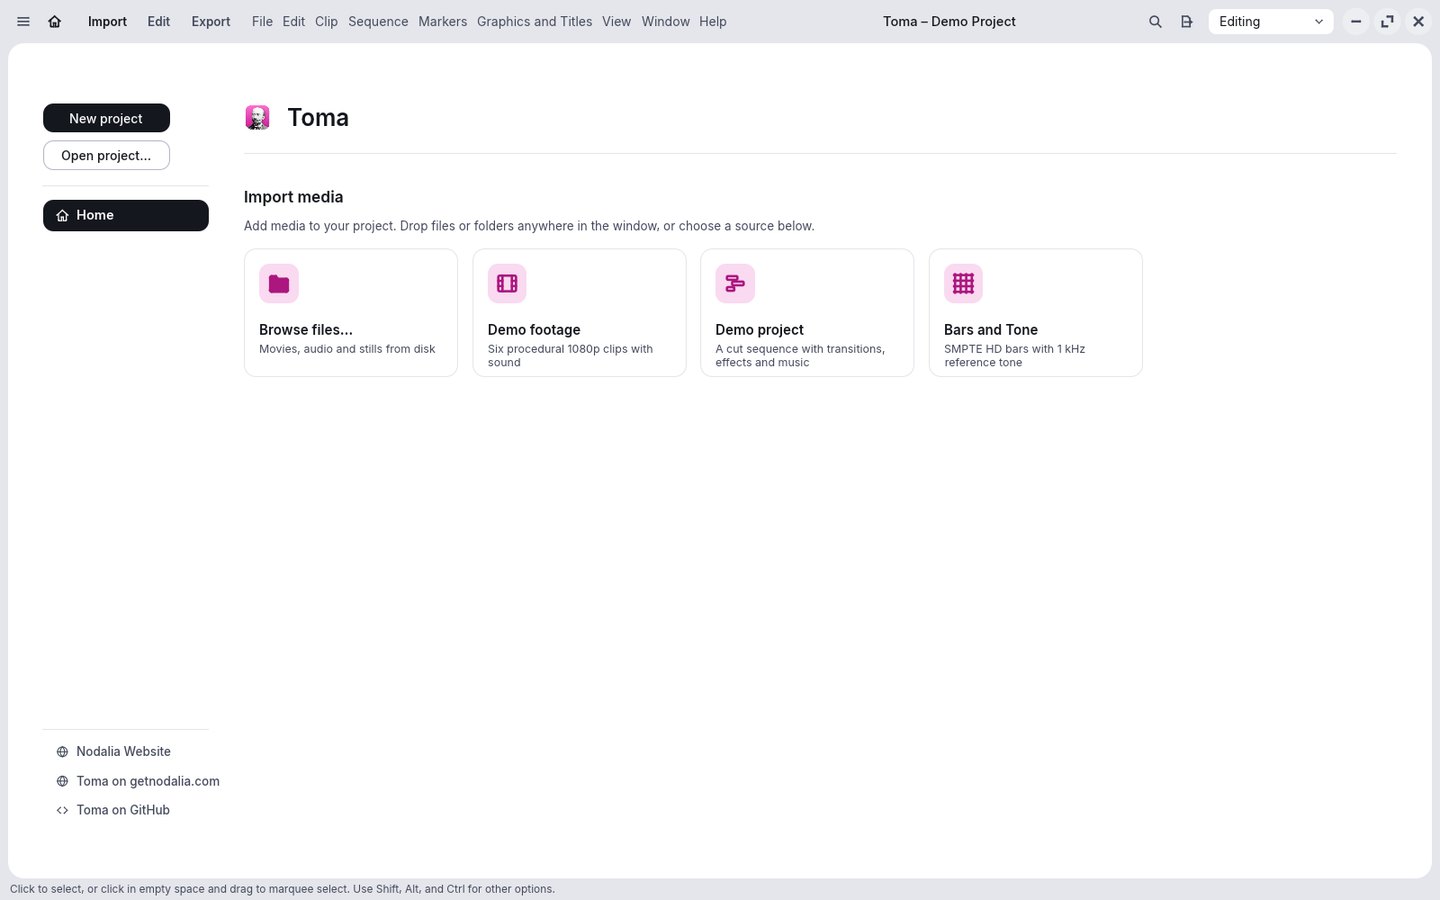 Import Edit Export File Edit Clip Sequence Markers Graphics and Titles View Window Help Toma – Demo Project Editing
New project
Open project...
Home
Toma
Import media
Add media to your project. Drop files or folders anywhere in the window, or choose a source below.
Browse files...
Movies, audio and stills from disk
Demo footage
Six procedural 1080p clips with
sound
Demo project
A cut sequence with transitions,
effects and music
Bars and Tone
SMPTE HD bars with 1 kHz
reference tone
Nodalia Website
Toma on getnodalia.com
Toma on GitHub
Click to select, or click in empty space and drag to marquee select. Use Shift, Alt, and Ctrl for other options.